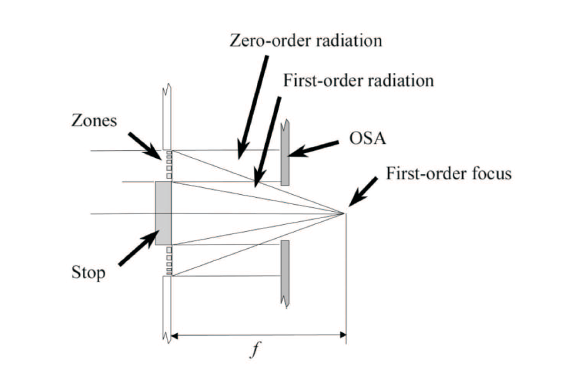 Zero-order radiation
First-order radiation
Zones
OSA
First-order focus
Stop
f